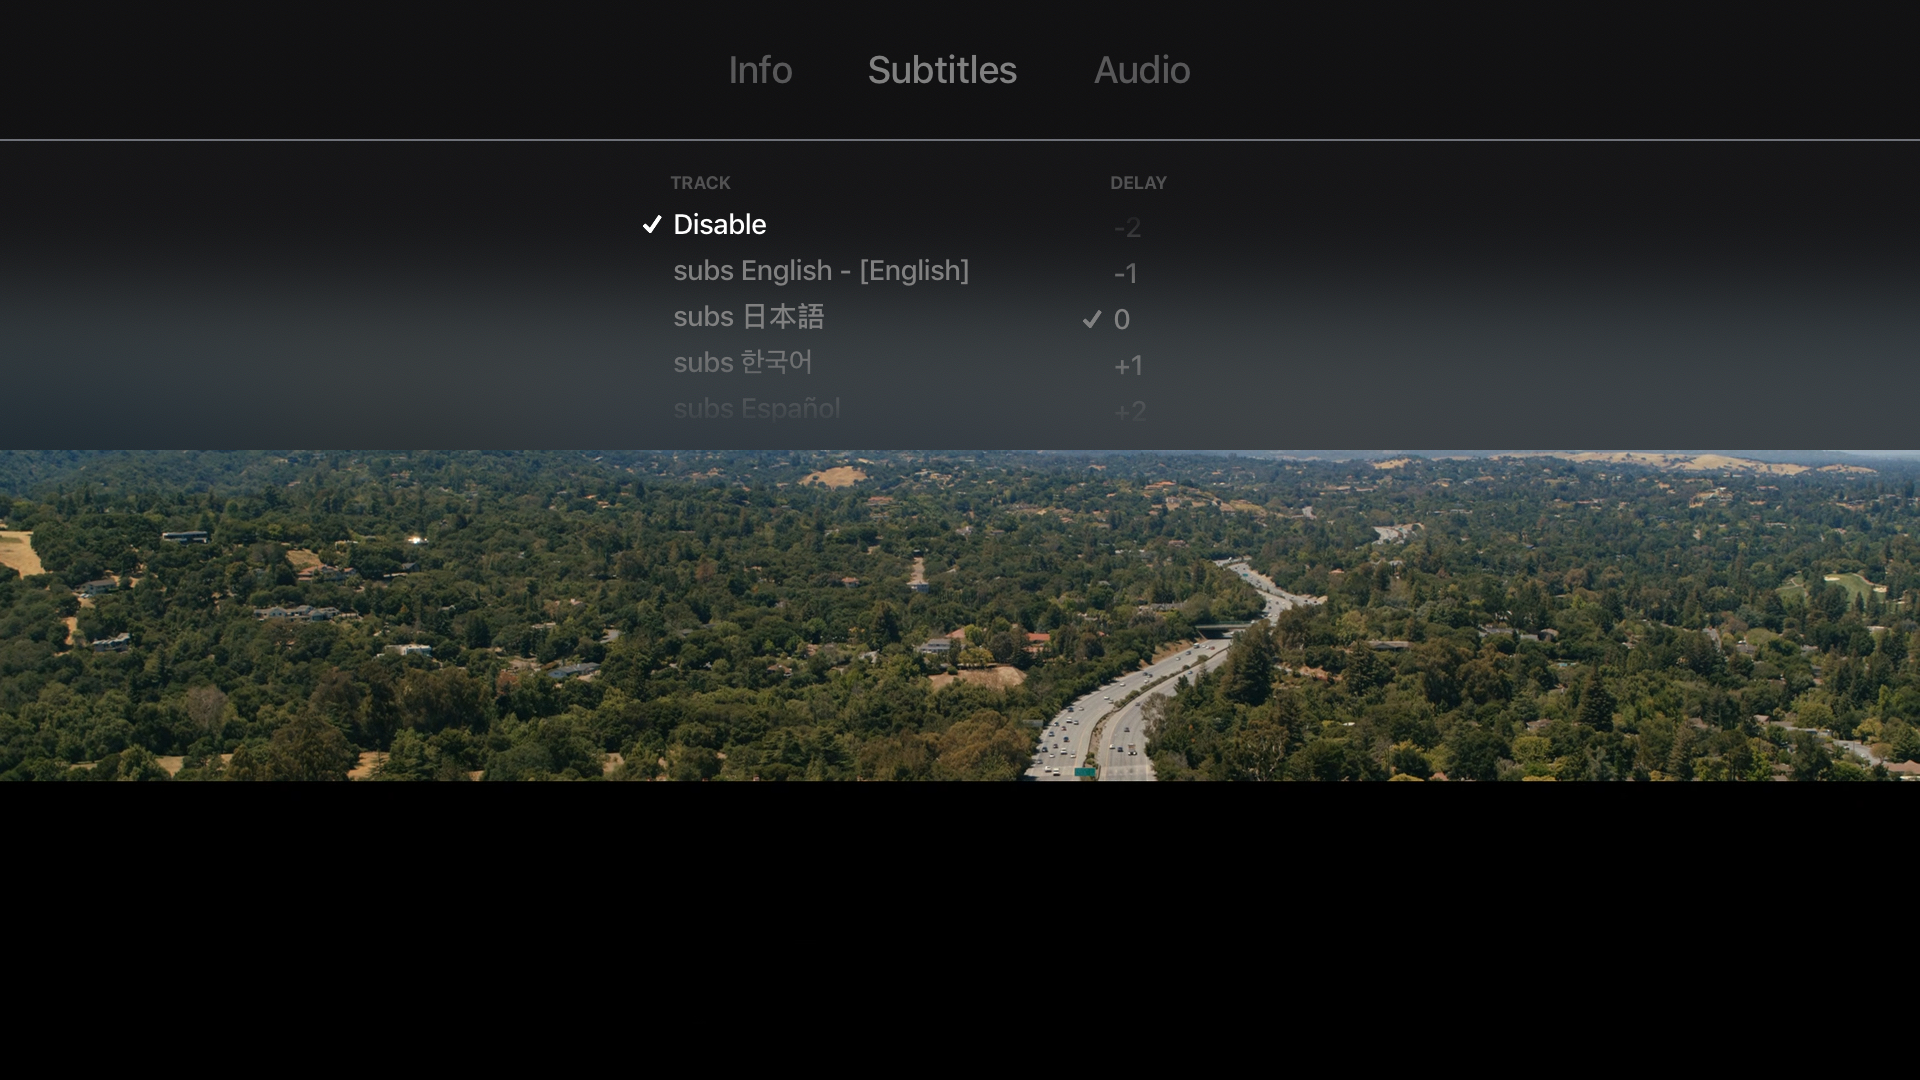 Info Subtitles Audio
TRACK
✓ Disable
subs English - [English]
subs 日本語
subs 한국어
subs Español
DELAY
-2
-1
✓ 0
+1
+2